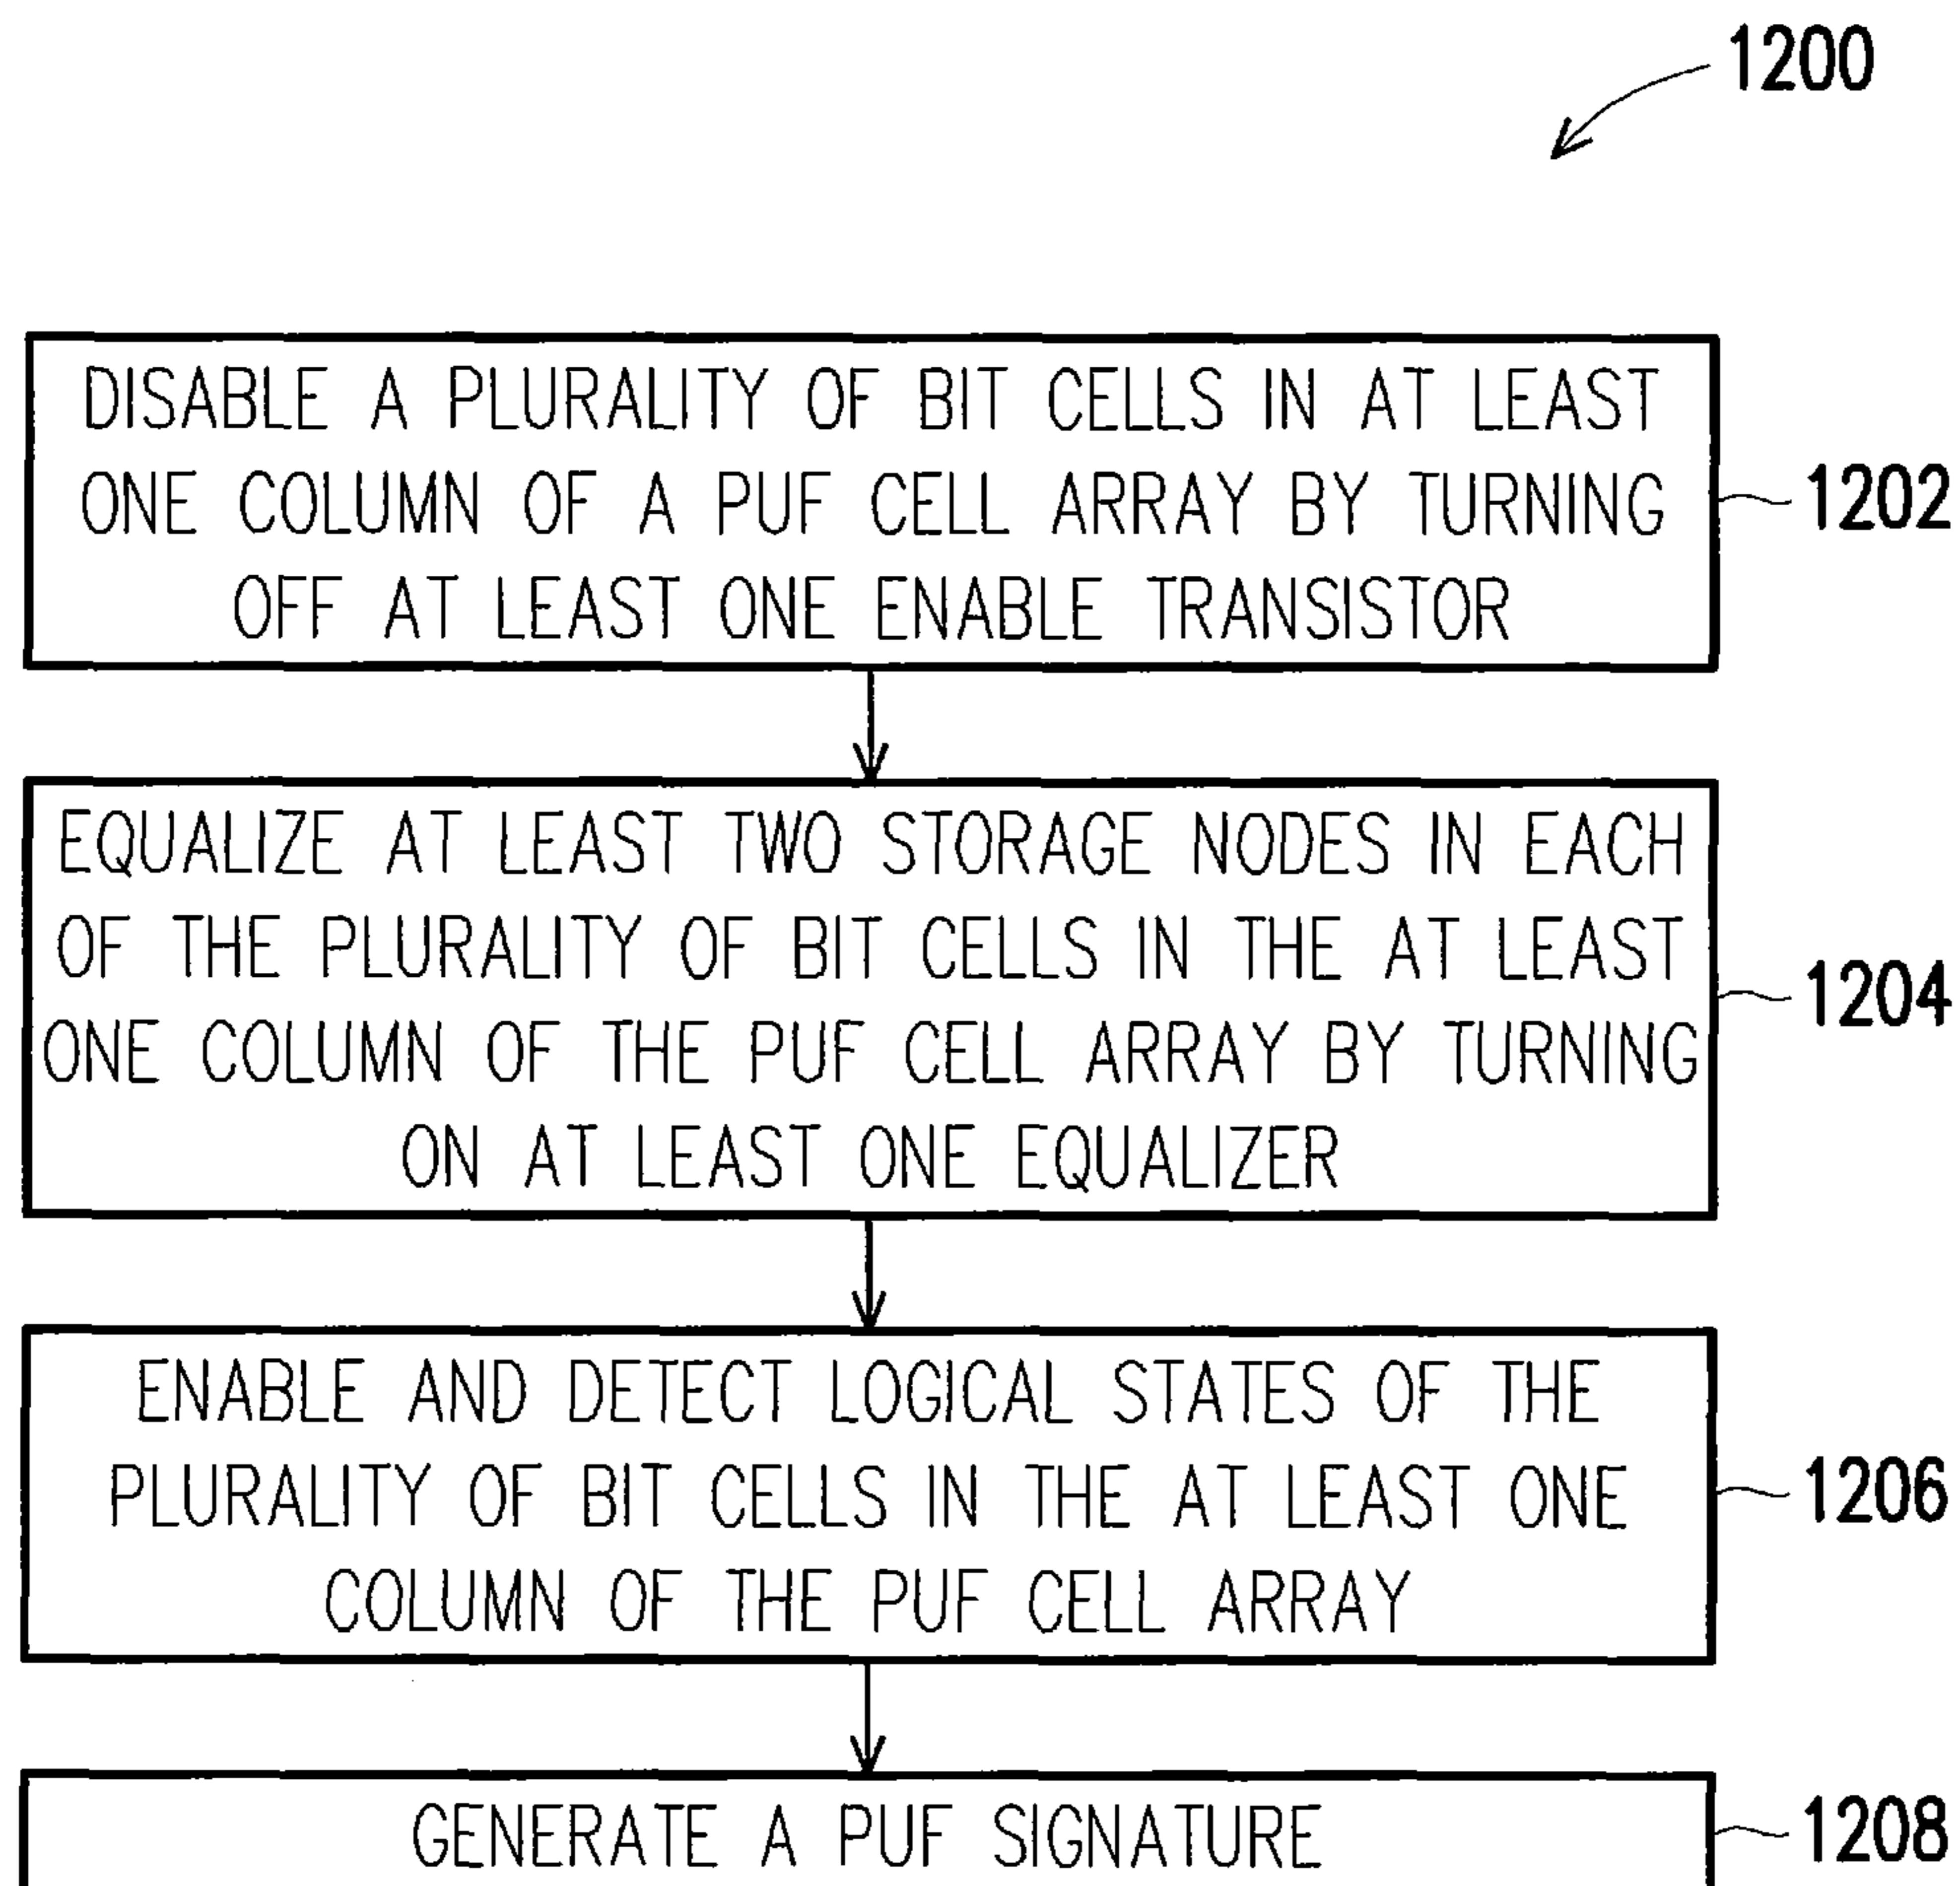 1200
DISABLE A PLURALITY OF BIT CELLS IN AT LEAST
ONE COLUMN OF A PUF CELL ARRAY BY TURNING
OFF AT LEAST ONE ENABLE TRANSISTOR
1202
EQUALIZE AT LEAST TWO STORAGE NODES IN EACH
OF THE PLURALITY OF BIT CELLS IN THE AT LEAST
ONE COLUMN OF THE PUF CELL ARRAY BY TURNING
ON AT LEAST ONE EQUALIZER
1204
ENABLE AND DETECT LOGICAL STATES OF THE
PLURALITY OF BIT CELLS IN THE AT LEAST ONE
COLUMN OF THE PUF CELL ARRAY
1206
GENERATE A PUF SIGNATURE
1208